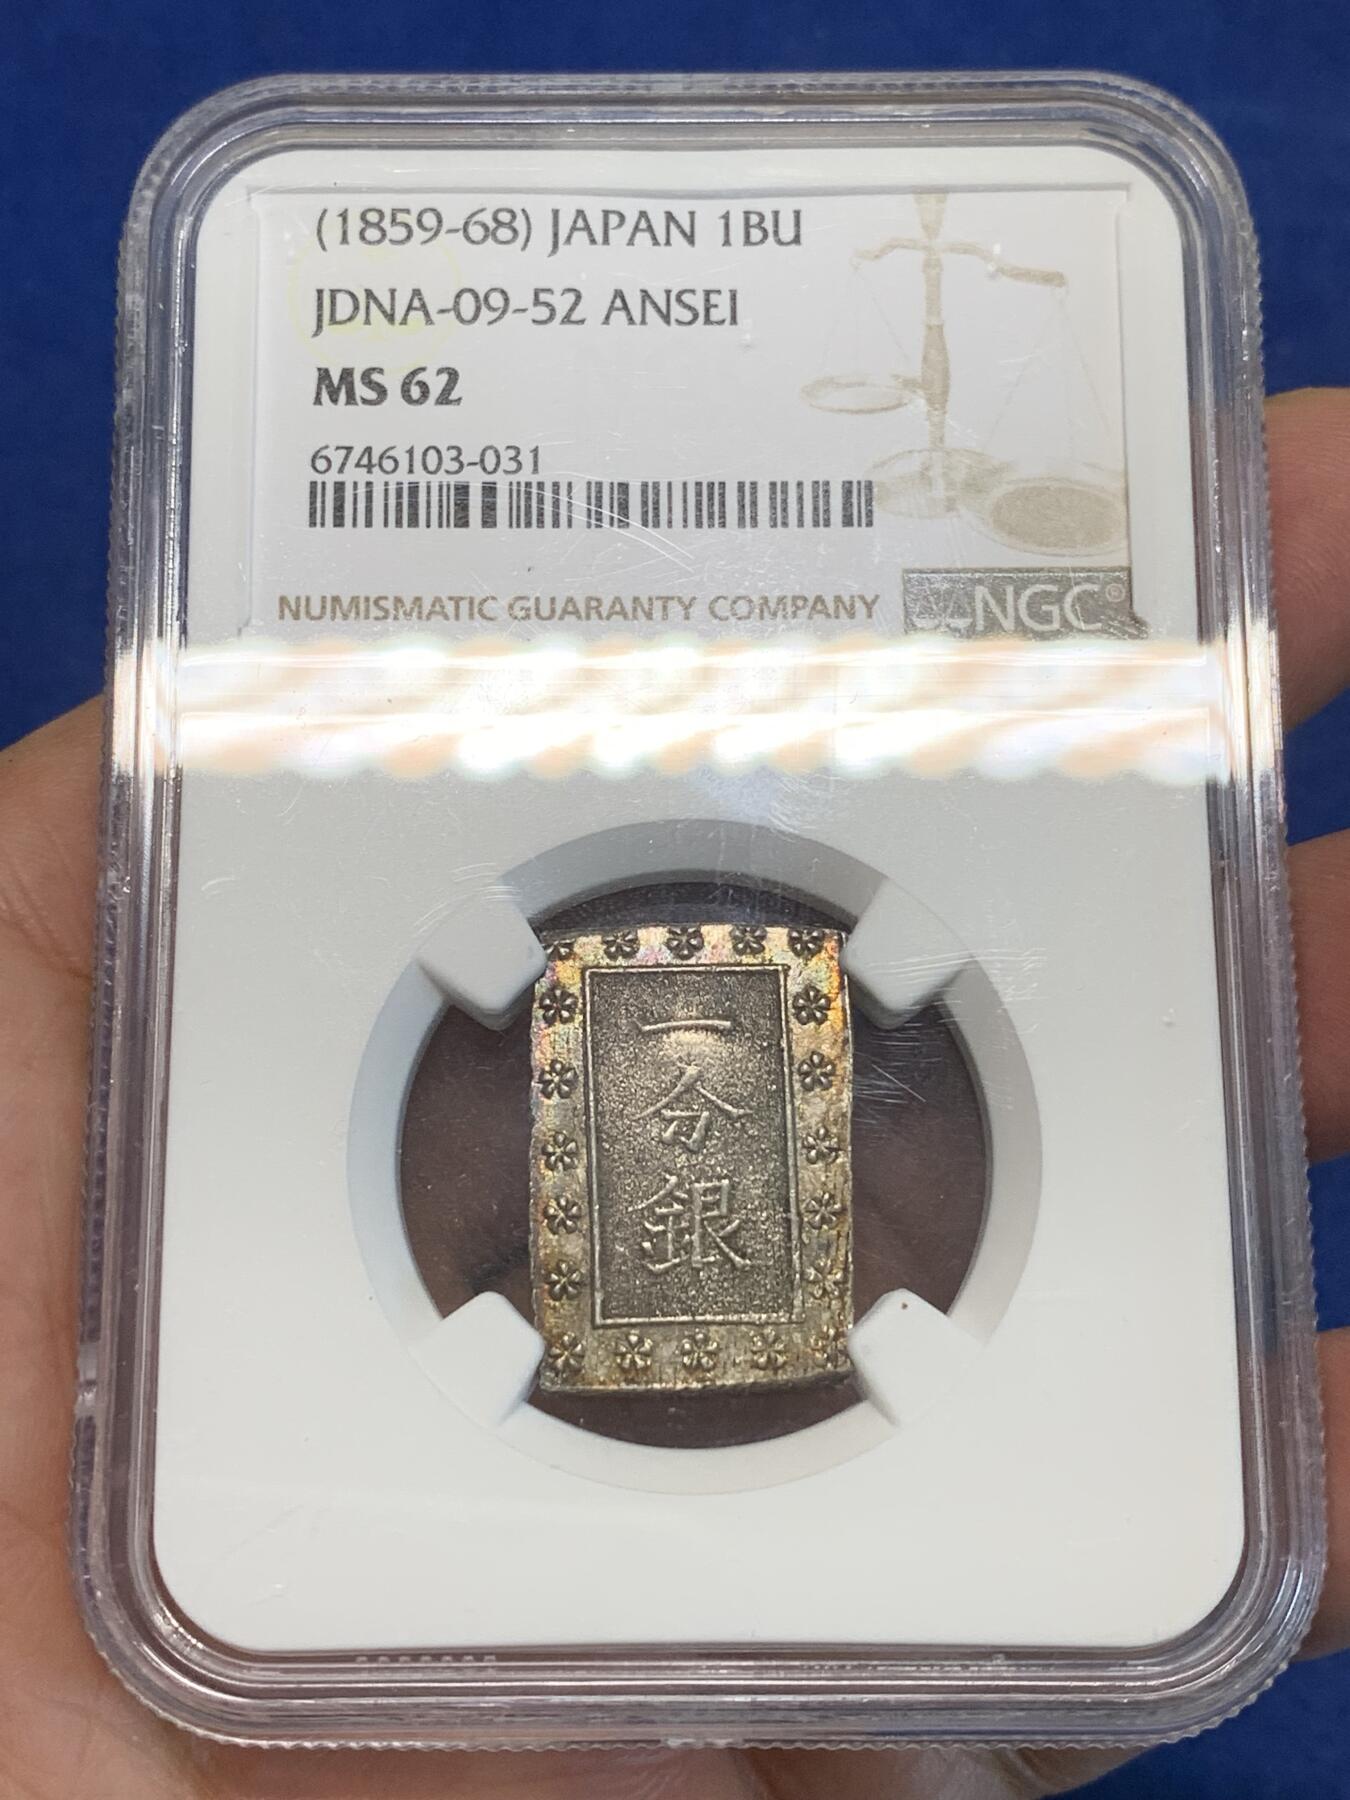 (1859-68) JAPAN 1BU
JDNA-09-52 ANSEI
MS 62
6746103-031
NUMISMATIC GUARANTY COMPANY
NGC®
一
分
銀